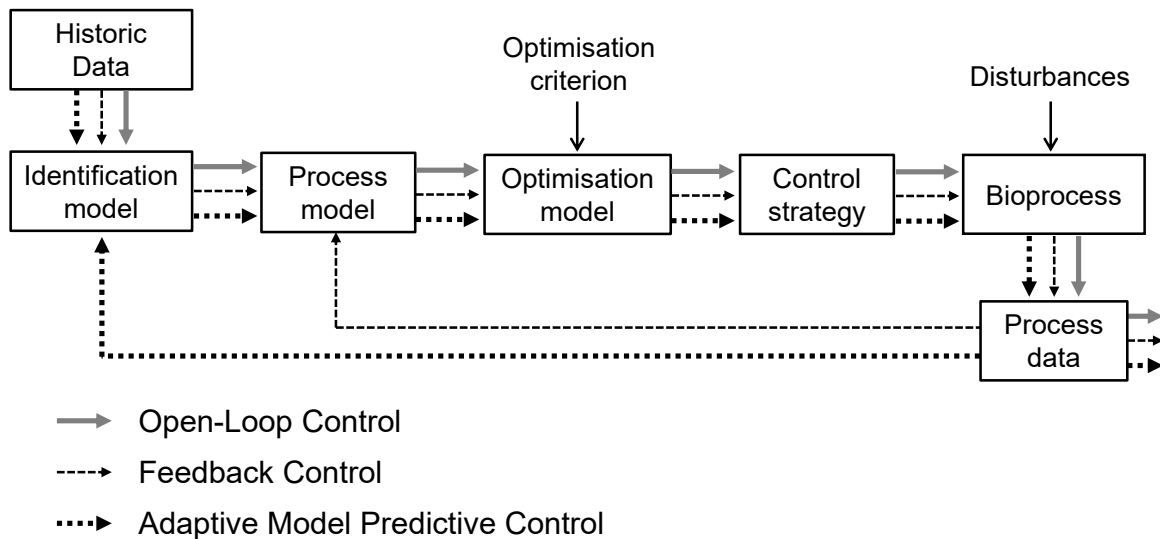 Historic
Data
Optimisation
criterion
Disturbances
Identification
model
Process
model
Optimisation
model
Control
strategy
Bioprocess
Process
data
Open-Loop Control
Feedback Control
Adaptive Model Predictive Control